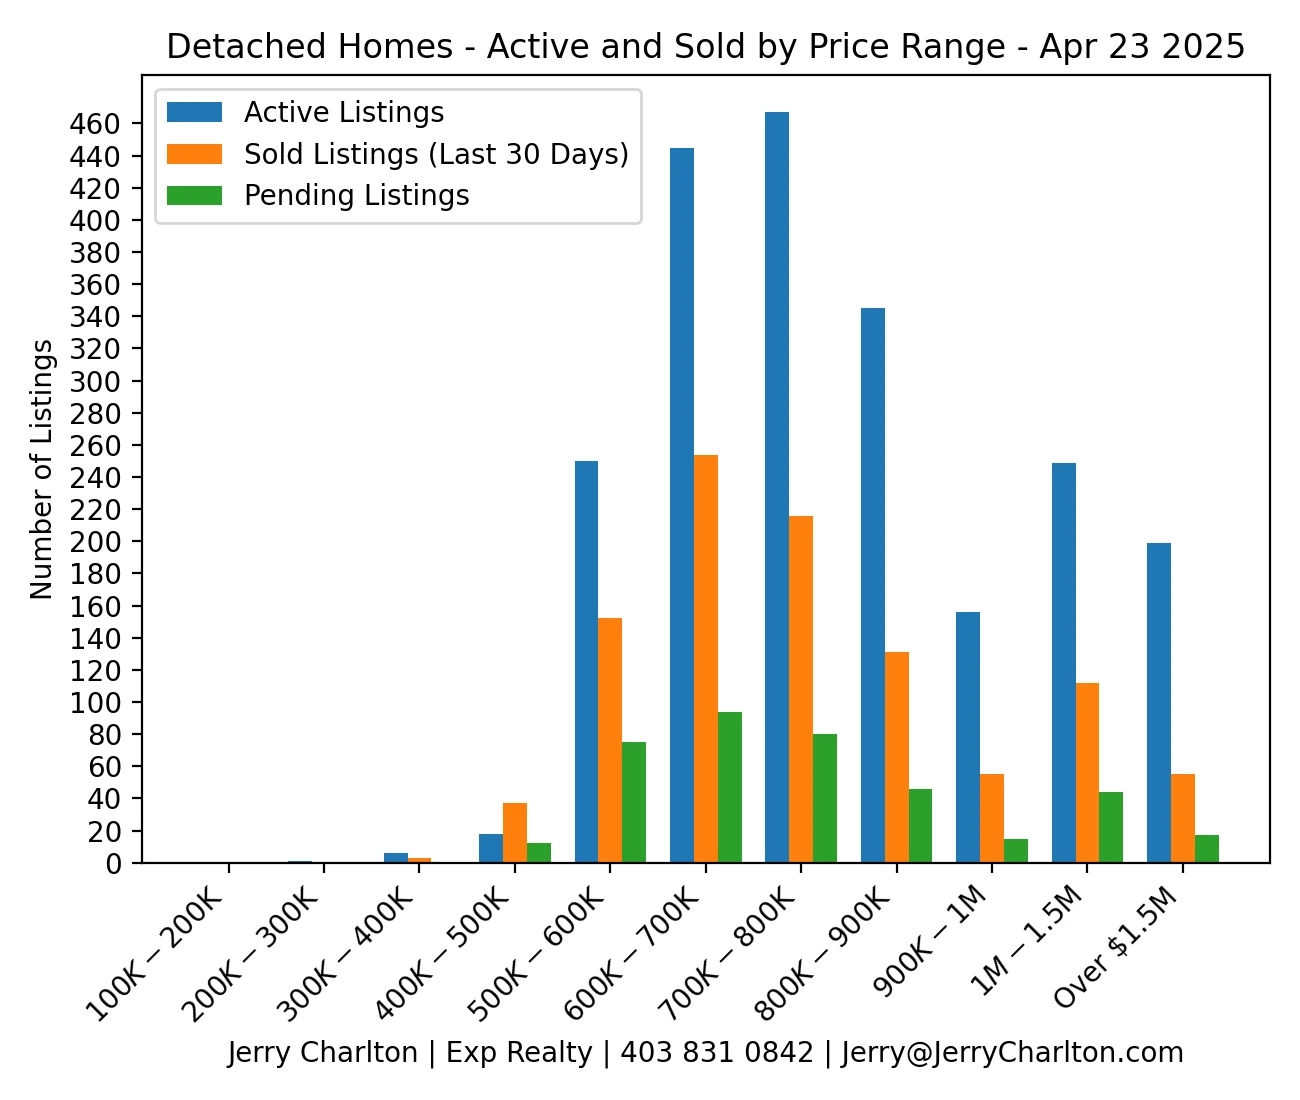 Detached Homes - Active and Sold by Price Range - Apr 23 2025
Active Listings
Sold Listings (Last 30 Days)
Pending Listings
Number of Listings
460
440
420
400
380
360
340
320
300
280
260
240
220
200
180
160
140
120
100
80
60
40
20
0
100K − 200K
200K − 300K
300K − 400K
400K − 500K
500K − 600K
600K − 700K
700K − 800K
800K − 900K
900K − 1M
1M − 1.5M
Over $1.5M
Jerry Charlton | Exp Realty | 403 831 0842 | Jerry@JerryCharlton.com